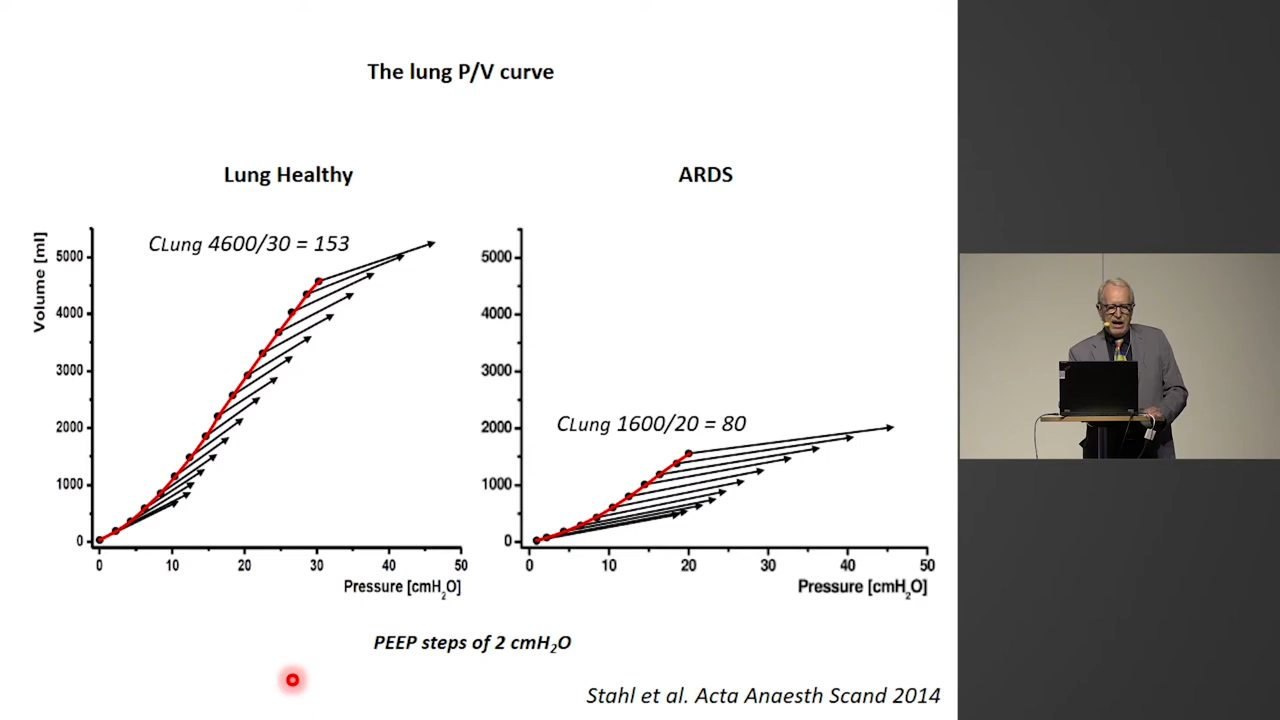 The lung P/V curve
Lung Healthy
ARDS
CLung 4600/30 = 153
CLung 1600/20 = 80
Volume [ml]
5000
4000
3000
2000
1000
0
0 10 20 30 40 50
Pressure [cmH₂O]
5000
4000
3000
2000
1000
0
0 10 20 30 40 50
Pressure [cmH₂O]
PEEP steps of 2 cmH₂O
Stahl et al. Acta Anaesth Scand 2014